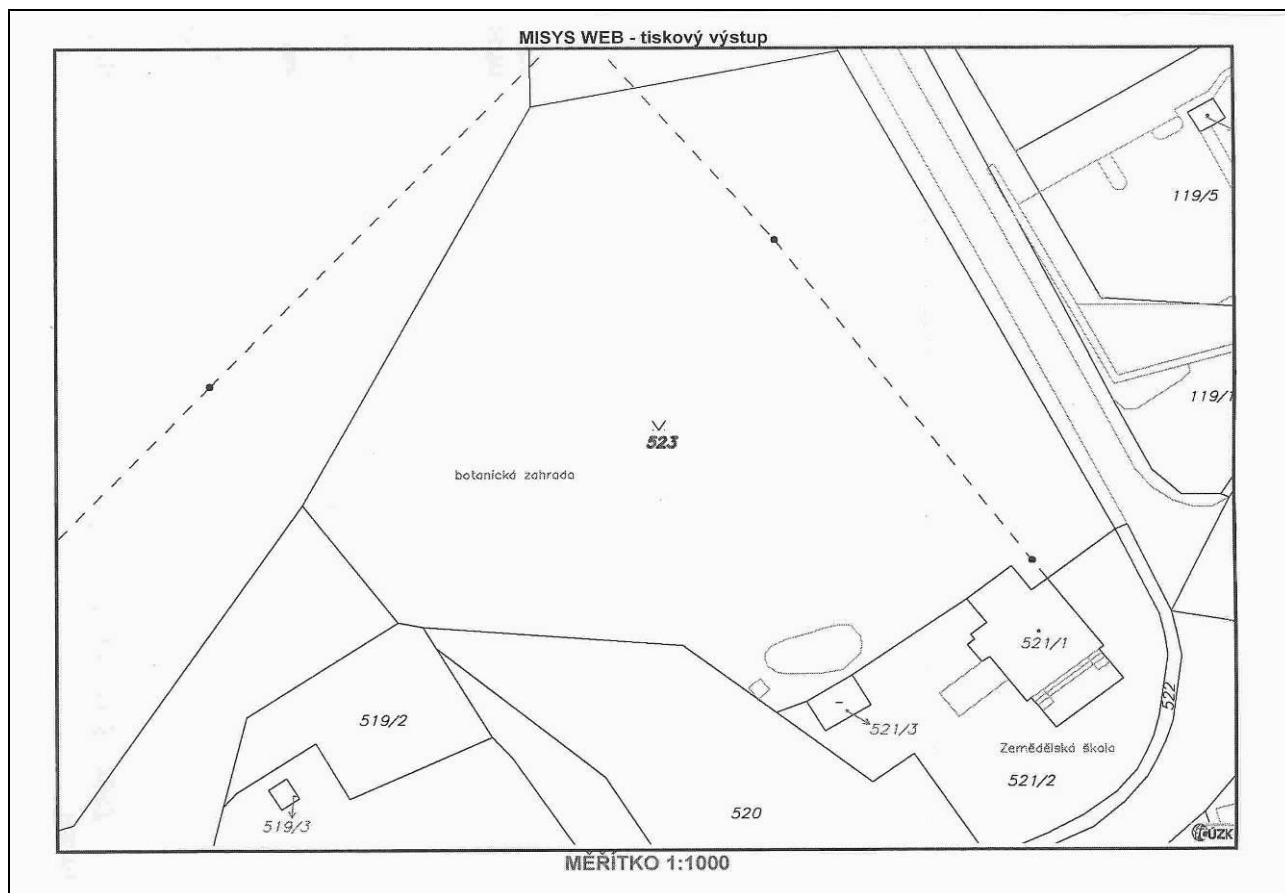 MISYS WEB - tiskový výstup
119/5
119/1
523
botanická zahrada
521/1
522
519/2
521/3
Zemědělská škola
521/2
520
519/3
ČÚZK
MĚŘÍTKO 1:1000